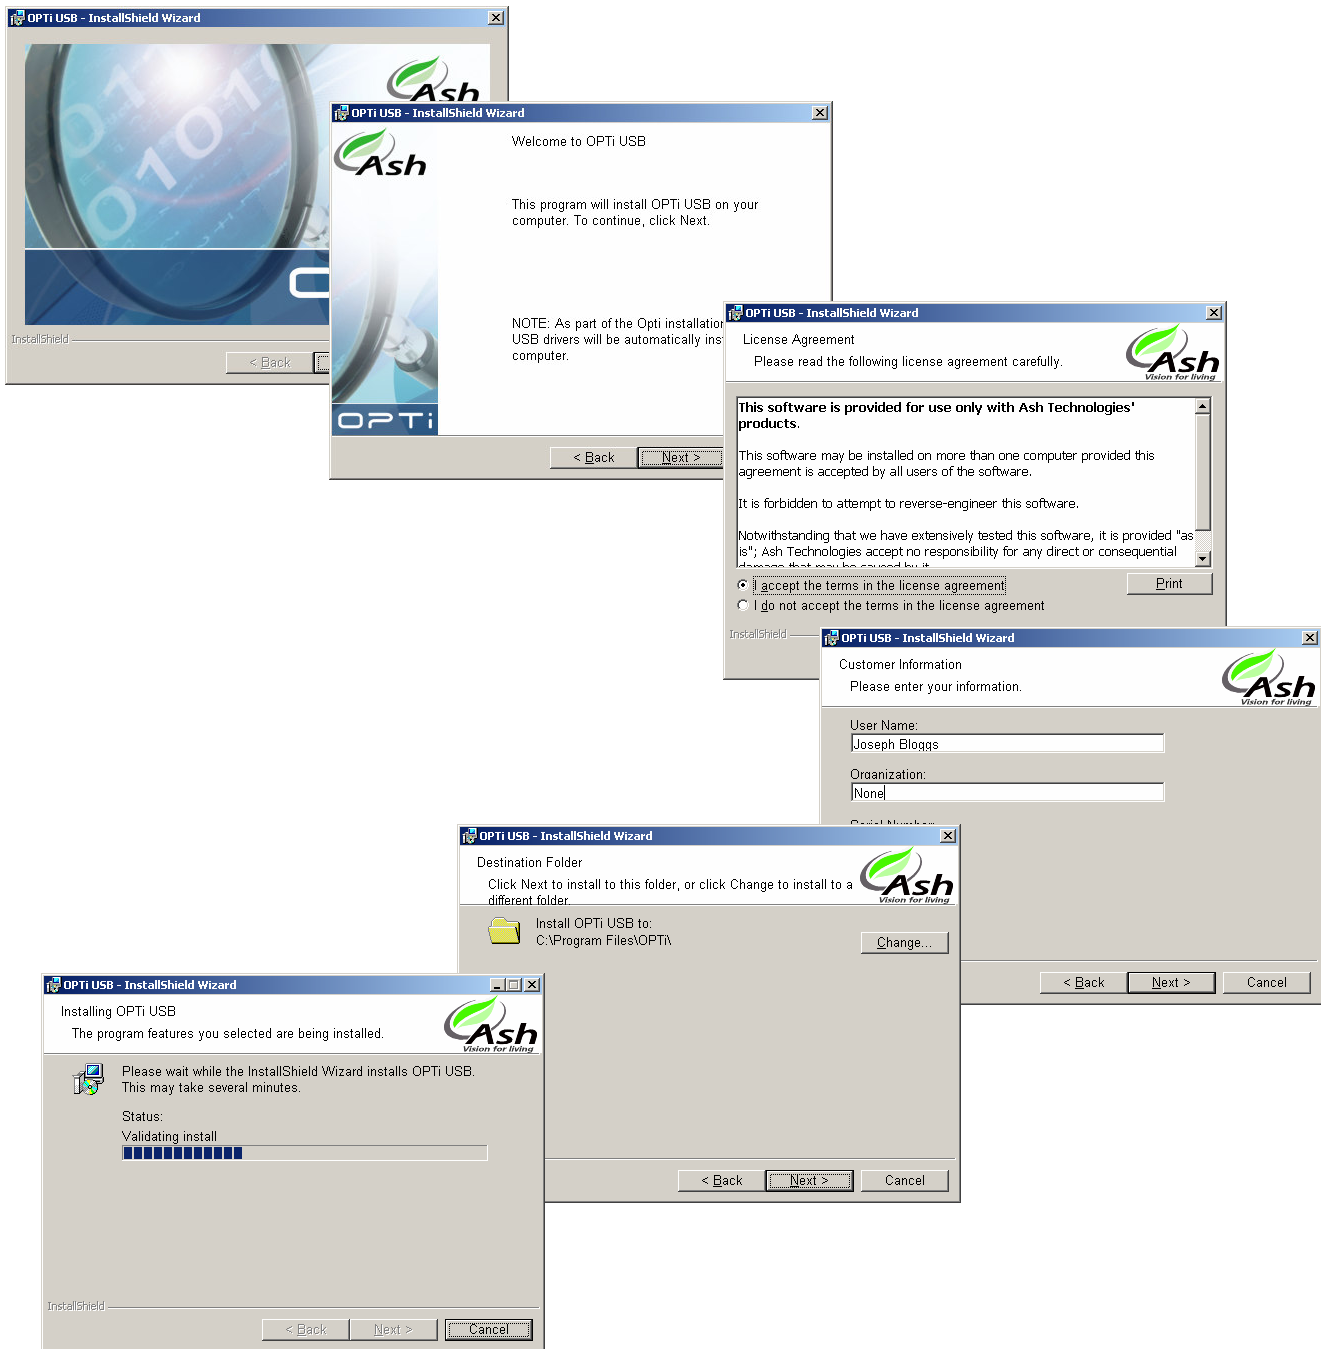 OPTi USB - InstallShield Wizard
Ash
InstallShield
< Back
OPTi USB - InstallShield Wizard
Ash
Welcome to OPTi USB
This program will install OPTi USB on your
computer. To continue, click Next.
NOTE: As part of the Opti installation
USB drivers will be automatically ins
computer.
OPTi
< Back
Next >
OPTi USB - InstallShield Wizard
License Agreement
Please read the following license agreement carefully.
Ash
Vision for living
This software is provided for use only with Ash Technologies'
products.
This software may be installed on more than one computer provided this
agreement is accepted by all users of the software.
It is forbidden to attempt to reverse-engineer this software.
Notwithstanding that we have extensively tested this software, it is provided "as
is"; Ash Technologies accept no responsibility for any direct or consequential
damage that may be caused by it
I accept the terms in the license agreement
Print
I do not accept the terms in the license agreement
InstallShield
OPTi USB - InstallShield Wizard
Customer Information
Please enter your information.
Ash
Vision for living
User Name:
Joseph Bloggs
Organization:
None
Serial Number:
< Back
Next >
Cancel
OPTi USB - InstallShield Wizard
Destination Folder
Click Next to install to this folder, or click Change to install to a
different folder.
Ash
Vision for living
Install OPTi USB to:
C:\Program Files\OPTi\
Change...
< Back
Next >
Cancel
OPTi USB - InstallShield Wizard
Installing OPTi USB
The program features you selected are being installed.
Ash
Vision for living
Please wait while the InstallShield Wizard installs OPTi USB.
This may take several minutes.
Status:
Validating install
InstallShield
< Back
Next >
Cancel